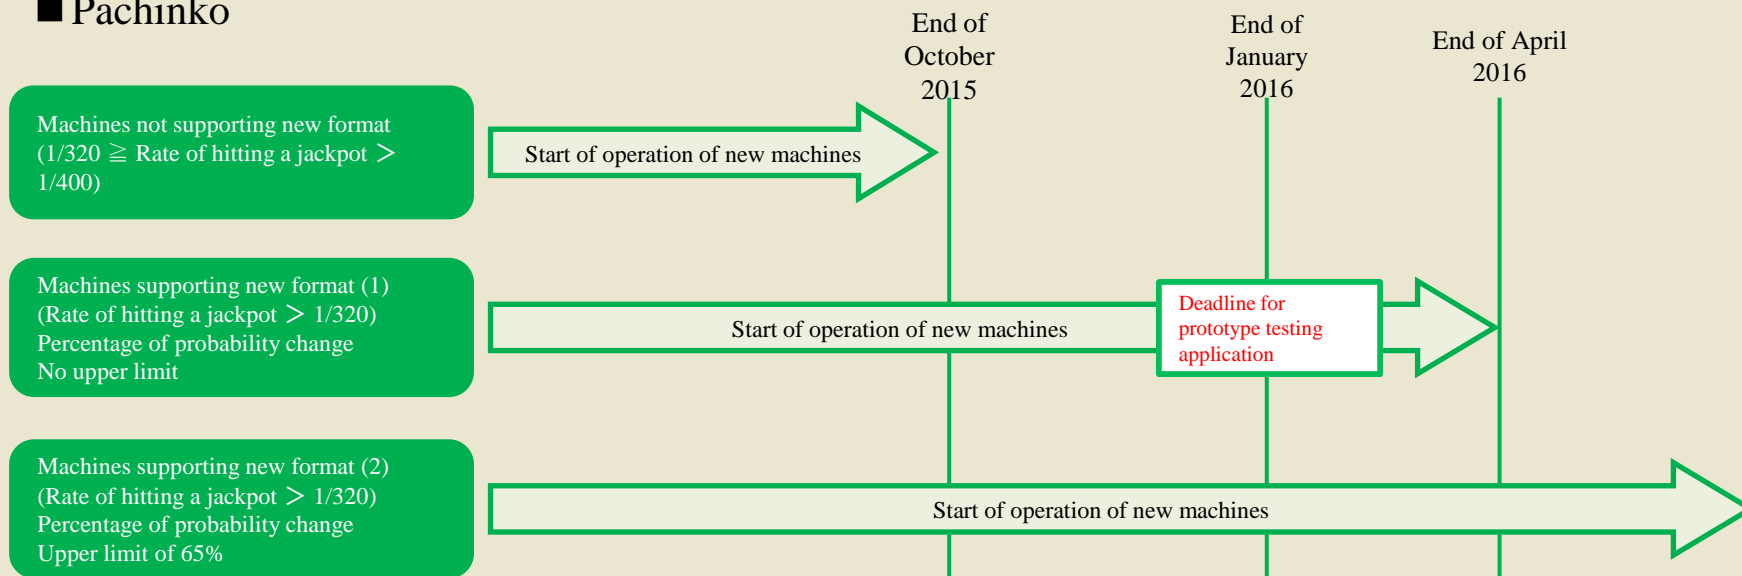 ■ Pachinko
End of
October
2015
End of
January
2016
End of April
2016
Machines not supporting new format
(1/320 ≧ Rate of hitting a jackpot ＞
1/400)
Start of operation of new machines
Machines supporting new format (1)
(Rate of hitting a jackpot ＞ 1/320)
Percentage of probability change
No upper limit
Start of operation of new machines
Deadline for
prototype testing
application
Machines supporting new format (2)
(Rate of hitting a jackpot ＞ 1/320)
Percentage of probability change
Upper limit of 65%
Start of operation of new machines